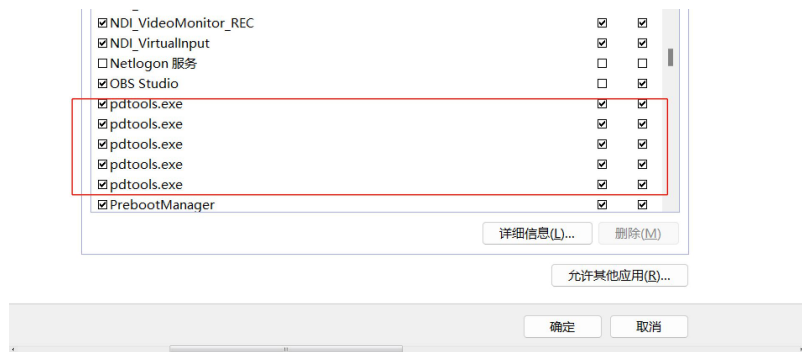 NDI_VideoMonitor_REC
NDI_VirtualInput
Netlogon 服务
OBS Studio
pdtools.exe
pdtools.exe
pdtools.exe
pdtools.exe
pdtools.exe
PrebootManager
详细信息(L)... 删除(M)
允许其他应用(R)...
确定 取消